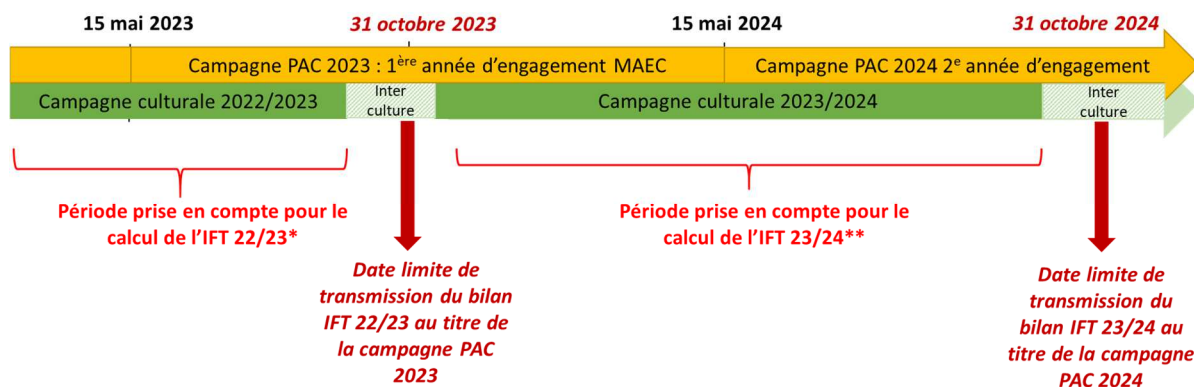 15 mai 2023
31 octobre 2023
15 mai 2024
31 octobre 2024
Campagne PAC 2023 : 1ère année d’engagement MAEC
Campagne PAC 2024 2e année d’engagement
Campagne culturale 2022/2023
Inter
culture
Campagne culturale 2023/2024
Inter
culture
Période prise en compte pour le
calcul de l’IFT 22/23*
Période prise en compte pour le
calcul de l’IFT 23/24**
Date limite de
transmission du bilan
IFT 22/23 au titre de
la campagne PAC
2023
Date limite de
transmission du
bilan IFT 23/24 au
titre de la campagne
PAC 2024